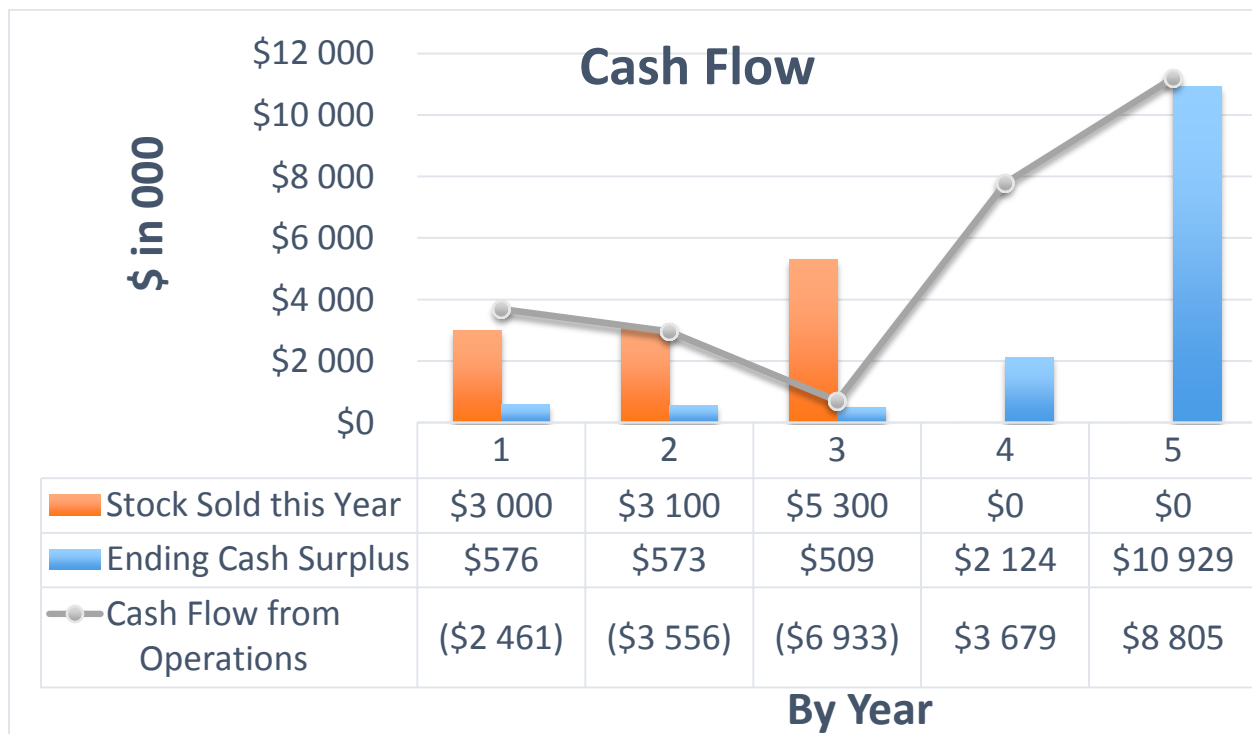 Cash Flow
$ in 000
$12 000
$10 000
$8 000
$6 000
$4 000
$2 000
$0
1 2 3 4 5
Stock Sold this Year $3 000 $3 100 $5 300 $0 $0
Ending Cash Surplus $576 $573 $509 $2 124 $10 929
Cash Flow from
Operations ($2 461) ($3 556) ($6 933) $3 679 $8 805
By Year